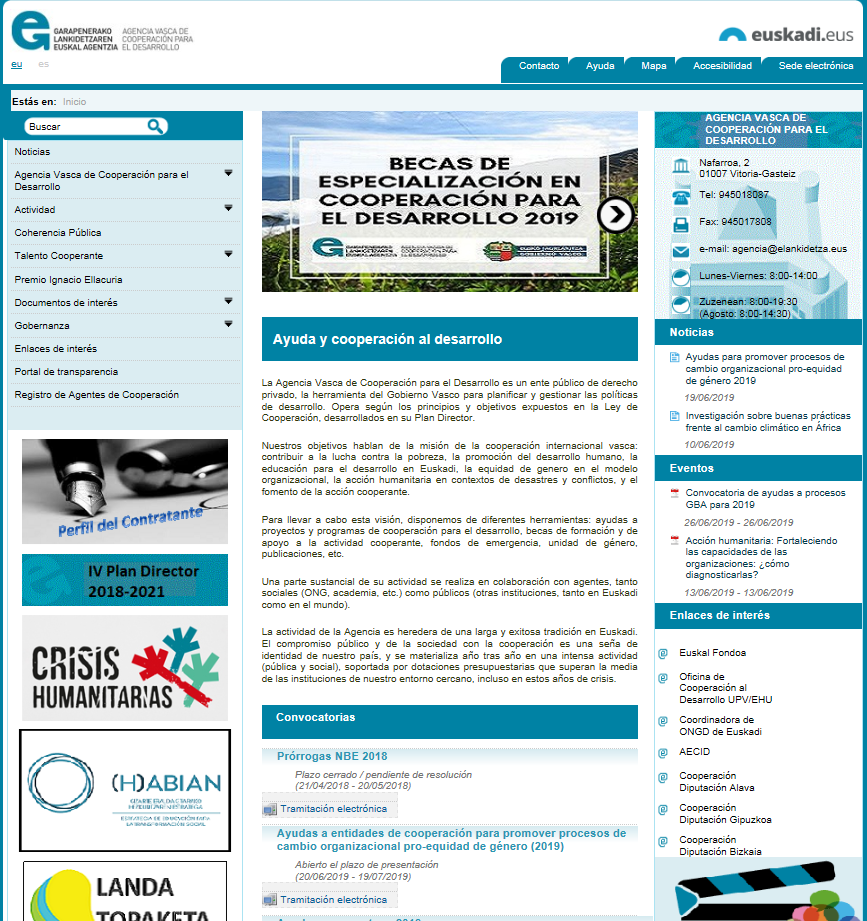 GARAPENERAKO
LANKIDETZAREN
EUSKAL AGENTZIA
AGENCIA VASCA DE
COOPERACIÓN PARA
EL DESARROLLO
euskadi.eus
eu es
Contacto Ayuda Mapa Accesibilidad Sede electrónica
Estás en: Inicio
Buscar
Noticias
Agencia Vasca de Cooperación para el
Desarrollo
Actividad
Coherencia Pública
Talento Cooperante
Premio Ignacio Ellacuria
Documentos de interés
Gobernanza
Enlaces de interés
Portal de transparencia
Registro de Agentes de Cooperación
Perfil del Contratante
IV Plan Director
2018-2021
CRISIS
HUMANITARIAS
(H)ABIAN
LANDA
TOPAKETA
BECAS DE
ESPECIALIZACIÓN EN
COOPERACIÓN PARA
EL DESARROLLO 2019
GARAPENERAKO
LANKIDETZAREN
EUSKAL AGENTZIA
AGENCIA VASCA DE
COOPERACIÓN PARA
EL DESARROLLO
EUSKO JAURLARITZA
GOBIERNO VASCO
Ayuda y cooperación al desarrollo
La Agencia Vasca de Cooperación para el Desarrollo es un ente público de derecho
privado, la herramienta del Gobierno Vasco para planificar y gestionar las políticas
de desarrollo. Opera según los principios y objetivos expuestos en la Ley de
Cooperación, desarrollados en su Plan Director.
Nuestros objetivos hablan de la misión de la cooperación internacional vasca:
contribuir a la lucha contra la pobreza, la promoción del desarrollo humano, la
educación para el desarrollo en Euskadi, la equidad de genero en el modelo
organizacional, la acción humanitaria en contextos de desastres y conflictos, y el
fomento de la acción cooperante.
Para llevar a cabo esta visión, disponemos de diferentes herramientas: ayudas a
proyectos y programas de cooperación para el desarrollo, becas de formación y de
apoyo a la actividad cooperante, fondos de emergencia, unidad de género,
publicaciones, etc.
Una parte sustancial de su actividad se realiza en colaboración con agentes, tanto
sociales (ONG, academia, etc.) como públicos (otras instituciones, tanto en Euskadi
como en el mundo).
La actividad de la Agencia es heredera de una larga y exitosa tradición en Euskadi.
El compromiso público y de la sociedad con la cooperación es una seña de
identidad de nuestro país, y se materializa año tras año en una intensa actividad
(pública y social), soportada por dotaciones presupuestarias que superan la media
de las instituciones de nuestro entorno cercano, incluso en estos años de crisis.
Convocatorias
Prórrogas NBE 2018
Plazo cerrado / pendiente de resolución
(21/04/2018 - 20/05/2018)
Tramitación electrónica
Ayudas a entidades de cooperación para promover procesos de
cambio organizacional pro-equidad de género (2019)
Abierto el plazo de presentación
(20/06/2019 - 19/07/2019)
Tramitación electrónica
AGENCIA VASCA DE
COOPERACIÓN PARA EL
DESARROLLO
Nafarroa, 2
01007 Vitoria-Gasteiz
Tel: 945018087
Fax: 945017808
e-mail: agencia@elankidetza.eus
Lunes-Viernes: 8:00-14:00
Zuzenean: 8:00-19:30
(Agosto: 8:00-14:30)
Noticias
Ayudas para promover procesos de
cambio organizacional pro-equidad
de género 2019
19/06/2019
Investigación sobre buenas prácticas
frente al cambio climático en África
10/06/2019
Eventos
Convocatoria de ayudas a procesos
GBA para 2019
26/06/2019 - 26/06/2019
Acción humanitaria: Fortaleciendo
las capacidades de las
organizaciones: ¿cómo
diagnosticarlas?
13/06/2019 - 13/06/2019
Enlaces de interés
Euskal Fondoa
Oficina de
Cooperación al
Desarrollo UPV/EHU
Coordinadora de
ONGD de Euskadi
AECID
Cooperación
Diputación Alava
Cooperación
Diputación Gipuzkoa
Cooperación
Diputación Bizkaia